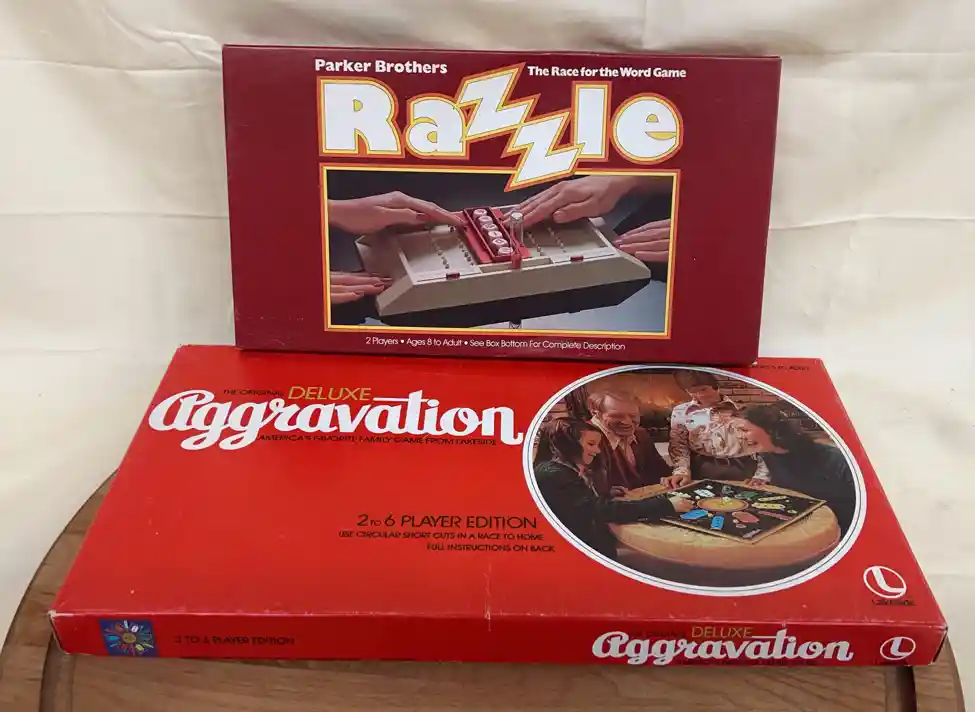 Parker Brothers
The Race for the Word Game
Razzle
2 Players • Ages 8 to Adult • See Box Bottom For Complete Description
THE ORIGINAL DELUXE
Aggravation
AMERICA'S FAVORITE FAMILY GAME FROM LAKESIDE
2 TO 6 PLAYER EDITION
USE CIRCULAR SHORT CUTS IN A RACE TO HOME
FULL INSTRUCTIONS ON BACK
L
Lakeside
2 TO 6 PLAYER EDITION
DELUXE
Aggravation
L